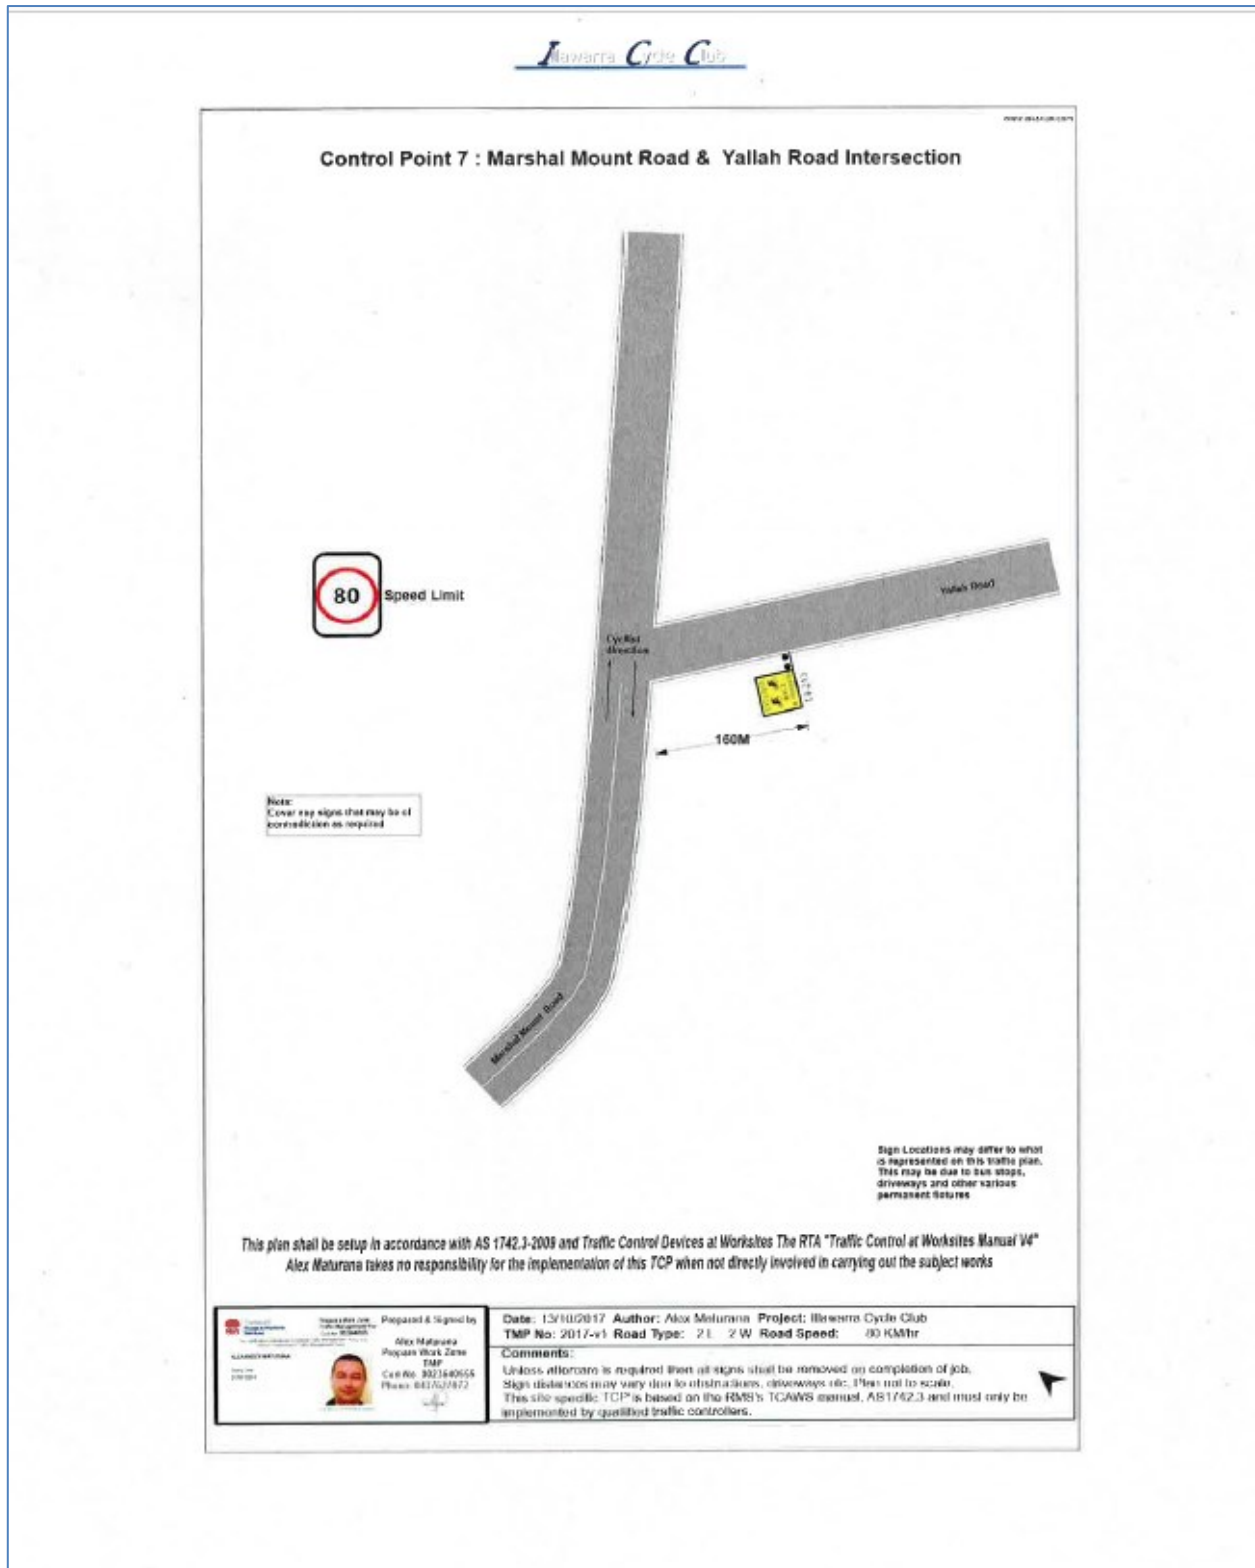 Illawarra Cycle Club
Control Point 7 : Marshal Mount Road & Yallah Road Intersection
80
Speed Limit
Cyclist
direction
Yallah Road
160M
Note:
Cover any signs that may be of
contradiction as required
Marshal Mount Road
Sign Locations may differ to what
is represented on this traffic plan.
This may be due to bus stops,
driveways and other various
permanent fixtures
This plan shall be setup in accordance with AS 1742.3-2009 and Traffic Control Devices at Worksites The RTA "Traffic Control at Worksites Manual V4"
Alex Maturana takes no responsibility for the implementation of this TCP when not directly involved in carrying out the subject works
Prepared & Signed by
Alex Maturana
Prepare Work Zone
TMP
Date: 13/10/2017 Author: Alex Maturana Project: Illawarra Cycle Club
TMP No: 2017-v1 Road Type: 2 L 2 W Road Speed: 80 KM/hr
Comments:
Unless aftercare is required then all signs shall be removed on completion of job.
Sign distances may vary due to obstructions, driveways etc. Plan not to scale.
This site specific TCP is based on the RMS's TCAWS manual, AS1742.3 and must only be
implemented by qualified traffic controllers.